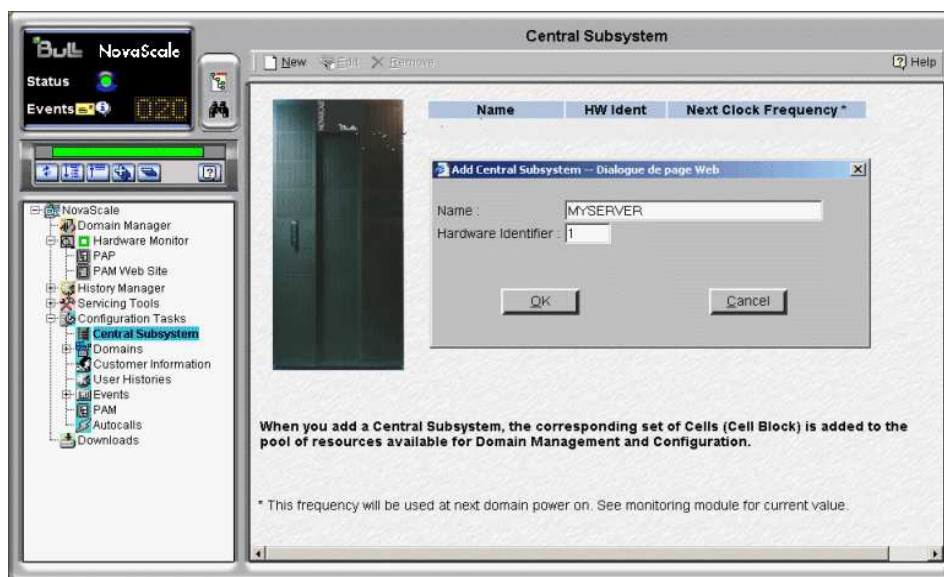 Bull NovaScale
Status
Events 020
Central Subsystem
New Edit Remove
Help
NovaScale
Domain Manager
Hardware Monitor
PAP
PAM Web Site
History Manager
Servicing Tools
Configuration Tasks
Central Subsystem
Domains
Customer Information
User Histories
Events
PAM
Autocalls
Downloads
Name HW Ident Next Clock Frequency *
Add Central Subsystem -- Dialogue de page Web
Name : MYSERVER
Hardware Identifier : 1
OK Cancel
When you add a Central Subsystem, the corresponding set of Cells (Cell Block) is added to the
pool of resources available for Domain Management and Configuration.
* This frequency will be used at next domain power on. See monitoring module for current value.